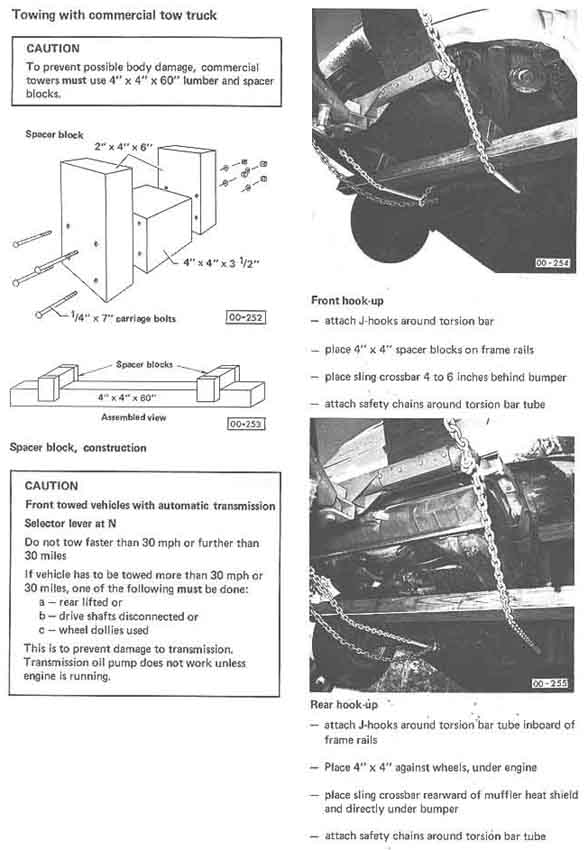 Towing with commercial tow truck
CAUTION
To prevent possible body damage, commercial
towers must use 4" x 4" x 60" lumber and spacer
blocks.
Spacer block
2" x 4" x 6"
4" x 4" x 3 1/2"
1/4" x 7" carriage bolts
00-252
Spacer blocks
4" x 4" x 60"
Assembled view
00-253
Spacer block, construction
CAUTION
Front towed vehicles with automatic transmission
Selector lever at N
Do not tow faster than 30 mph or further than
30 miles
If vehicle has to be towed more than 30 mph or
30 miles, one of the following must be done:
a – rear lifted or
b – drive shafts disconnected or
c – wheel dollies used
This is to prevent damage to transmission.
Transmission oil pump does not work unless
engine is running.
00-254
Front hook-up
– attach J-hooks around torsion bar
– place 4" x 4" spacer blocks on frame rails
– place sling crossbar 4 to 6 inches behind bumper
– attach safety chains around torsion bar tube
00-255
Rear hook-up
– attach J-hooks around torsion bar tube inboard of
frame rails
– Place 4" x 4" against wheels, under engine
– place sling crossbar rearward of muffler heat shield
and directly under bumper
– attach safety chains around torsion bar tube